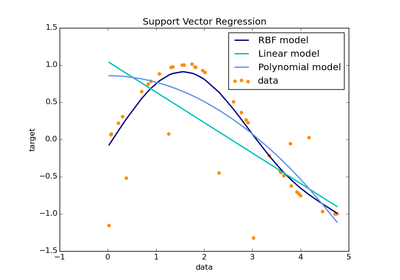 Support Vector Regression
1.5
1.0
0.5
0.0
−0.5
−1.0
−1.5
target
RBF model
Linear model
Polynomial model
data
−1
0
1
2
3
4
5
data